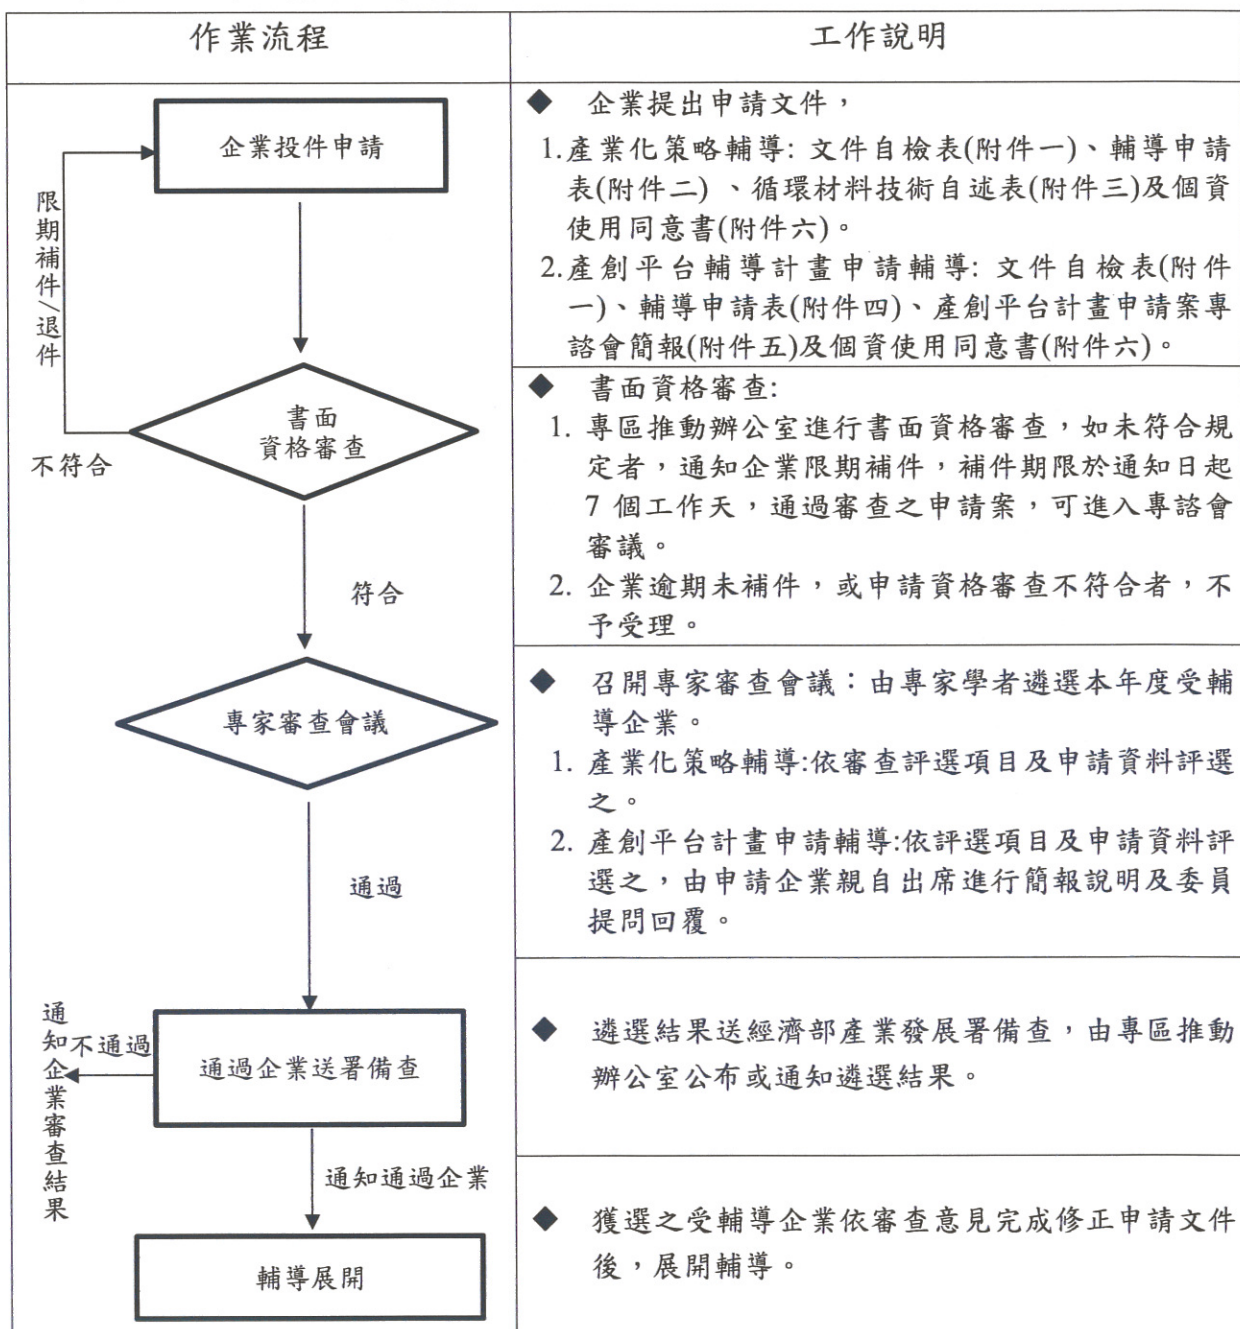 作業流程
工作說明
企業投件申請
限期補件/退件
書面
資格審查
不符合
符合
專家審查會議
通過
通過企業送署備查
不通過
通知企業審查結果
通知通過企業
輔導展開
◆ 企業提出申請文件，
1.產業化策略輔導: 文件自檢表(附件一)、輔導申請
表(附件二) 、循環材料技術自述表(附件三)及個資
使用同意書(附件六)。
2.產創平台輔導計畫申請輔導: 文件自檢表(附件
一)、輔導申請表(附件四)、產創平台計畫申請案專
諮會簡報(附件五)及個資使用同意書(附件六)。
◆ 書面資格審查:
1. 專區推動辦公室進行書面資格審查，如未符合規
定者，通知企業限期補件，補件期限於通知日起
7 個工作天，通過審查之申請案，可進入專諮會
審議。
2. 企業逾期未補件，或申請資格審查不符合者，不
予受理。
◆ 召開專家審查會議：由專家學者遴選本年度受輔
導企業。
1. 產業化策略輔導:依審查評選項目及申請資料評選
之。
2. 產創平台計畫申請輔導:依評選項目及申請資料評
選之，由申請企業親自出席進行簡報說明及委員
提問回覆。
◆ 遴選結果送經濟部產業發展署備查，由專區推動
辦公室公布或通知遴選結果。
◆ 獲選之受輔導企業依審查意見完成修正申請文件
後，展開輔導。